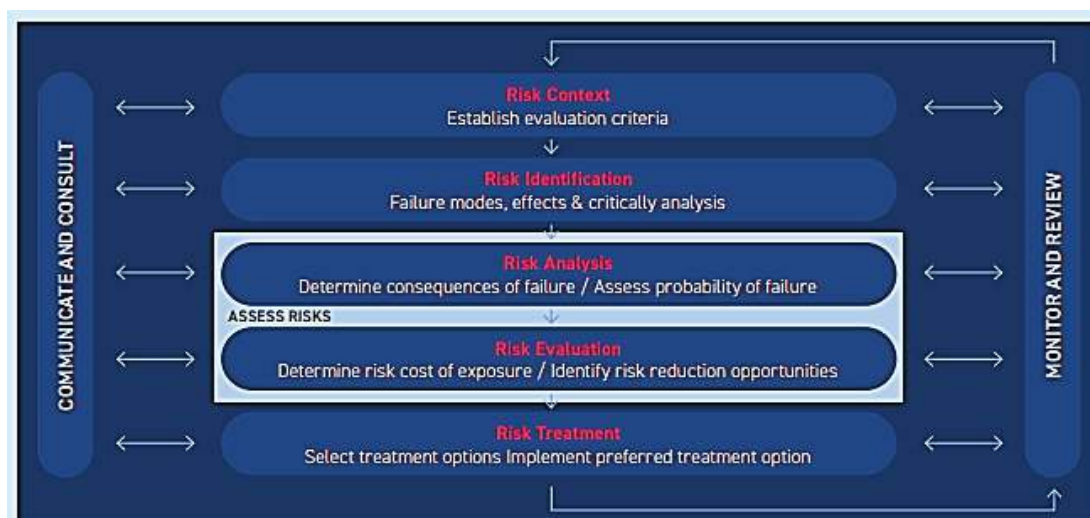 COMMUNICATE AND CONSULT
Risk Context
Establish evaluation criteria
Risk Identification
Failure modes, effects & critically analysis
Risk Analysis
Determine consequences of failure / Assess probability of failure
ASSESS RISKS
Risk Evaluation
Determine risk cost of exposure / Identify risk reduction opportunities
Risk Treatment
Select treatment options Implement preferred treatment option
MONITOR AND REVIEW